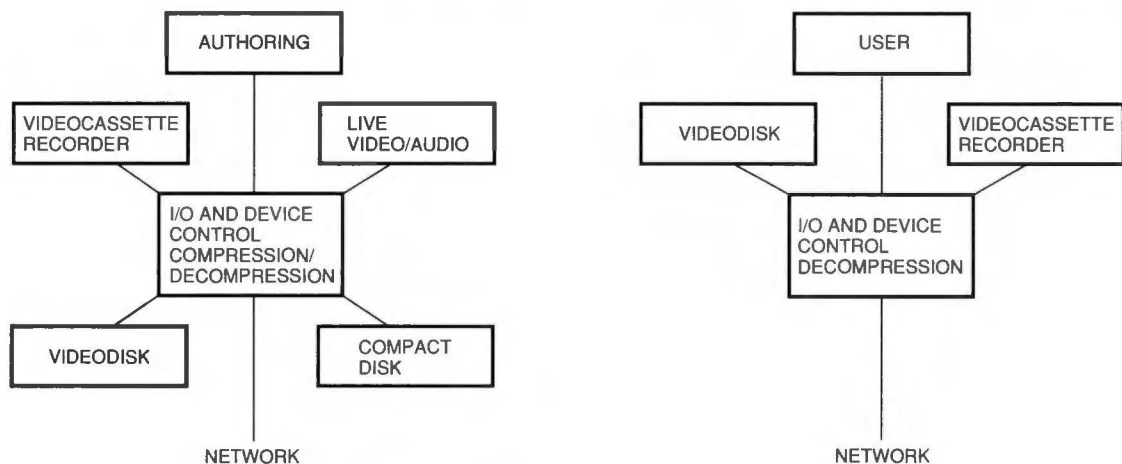 AUTHORING
VIDEOCASSETTE
RECORDER
LIVE
VIDEO/AUDIO
I/O AND DEVICE
CONTROL
COMPRESSION/
DECOMPRESSION
VIDEODISK
COMPACT
DISK
NETWORK
USER
VIDEODISK
VIDEOCASSETTE
RECORDER
I/O AND DEVICE
CONTROL
DECOMPRESSION
NETWORK